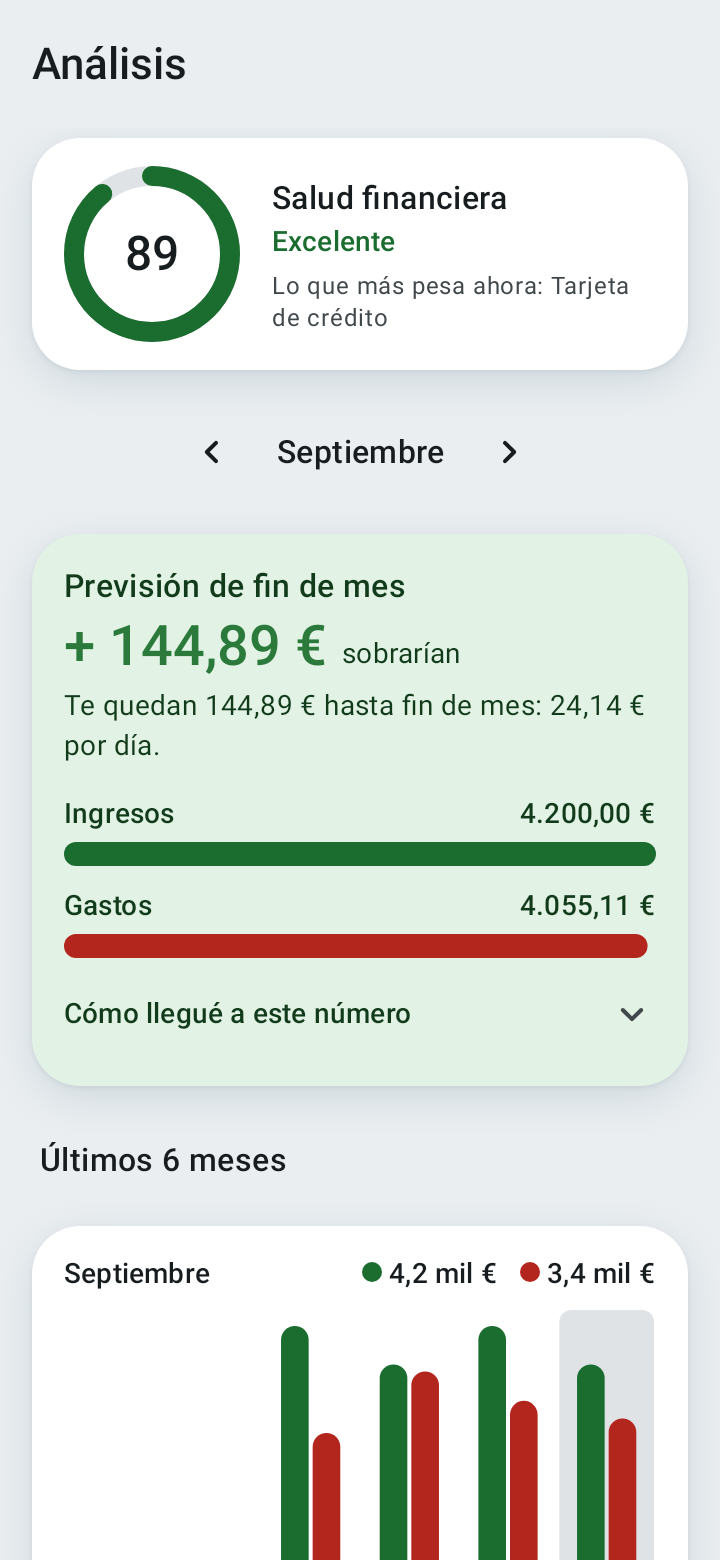 Análisis
89
Salud financiera
Excelente
Lo que más pesa ahora: Tarjeta
de crédito
Septiembre
Previsión de fin de mes
+ 144,89 € sobrarían
Te quedan 144,89 € hasta fin de mes: 24,14 €
por día.
Ingresos 4.200,00 €
Gastos 4.055,11 €
Cómo llegué a este número
Últimos 6 meses
Septiembre 4,2 mil € 3,4 mil €